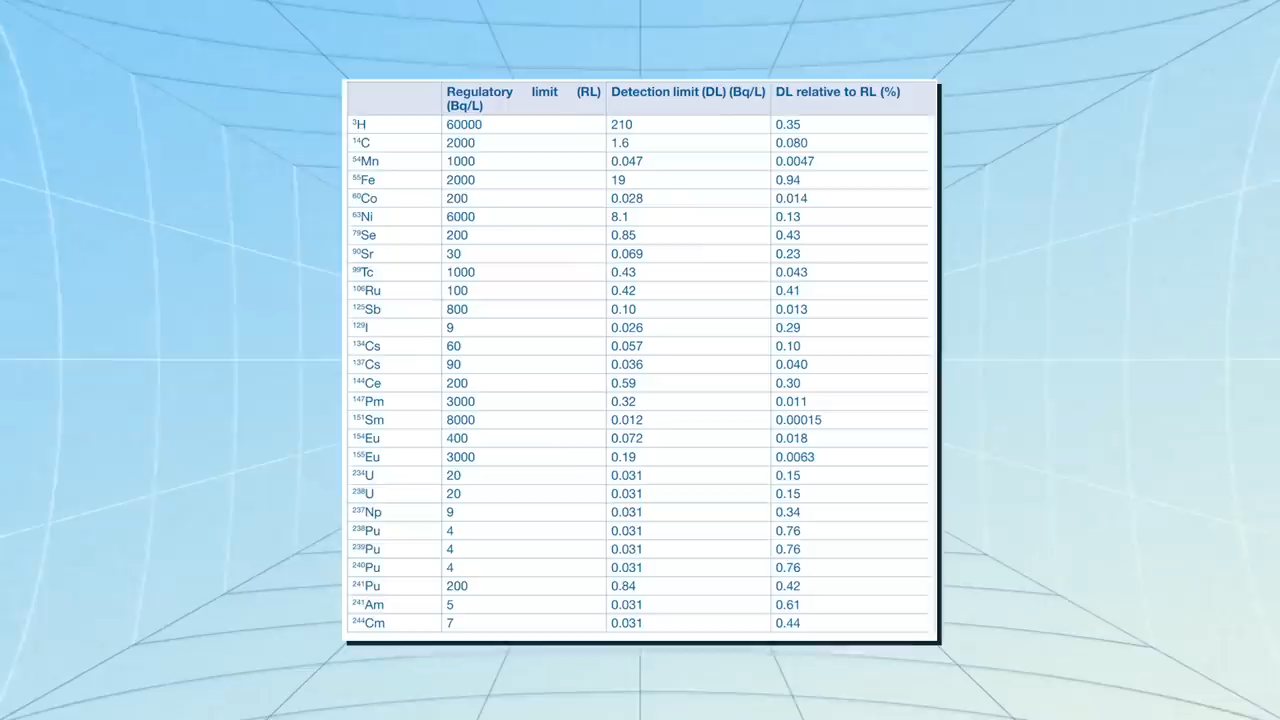 Regulatory limit (RL) (Bq/L) Detection limit (DL) (Bq/L) DL relative to RL (%)
³H 60000 210 0.35
¹⁴C 2000 1.6 0.080
⁵⁴Mn 1000 0.047 0.0047
⁵⁵Fe 2000 19 0.94
⁶⁰Co 200 0.028 0.014
⁶³Ni 6000 8.1 0.13
⁷⁹Se 200 0.85 0.43
⁹⁰Sr 30 0.069 0.23
⁹⁹Tc 1000 0.43 0.043
¹⁰⁶Ru 100 0.42 0.41
¹²⁵Sb 800 0.10 0.013
¹²⁹I 9 0.026 0.29
¹³⁴Cs 60 0.057 0.10
¹³⁷Cs 90 0.036 0.040
¹⁴⁴Ce 200 0.59 0.30
¹⁴⁷Pm 3000 0.32 0.011
¹⁵¹Sm 8000 0.012 0.00015
¹⁵⁴Eu 400 0.072 0.018
¹⁵⁵Eu 3000 0.19 0.0063
²³⁴U 20 0.031 0.15
²³⁸U 20 0.031 0.15
²³⁷Np 9 0.031 0.34
²³⁸Pu 4 0.031 0.76
²³⁹Pu 4 0.031 0.76
²⁴⁰Pu 4 0.031 0.76
²⁴¹Pu 200 0.84 0.42
²⁴¹Am 5 0.031 0.61
²⁴⁴Cm 7 0.031 0.44